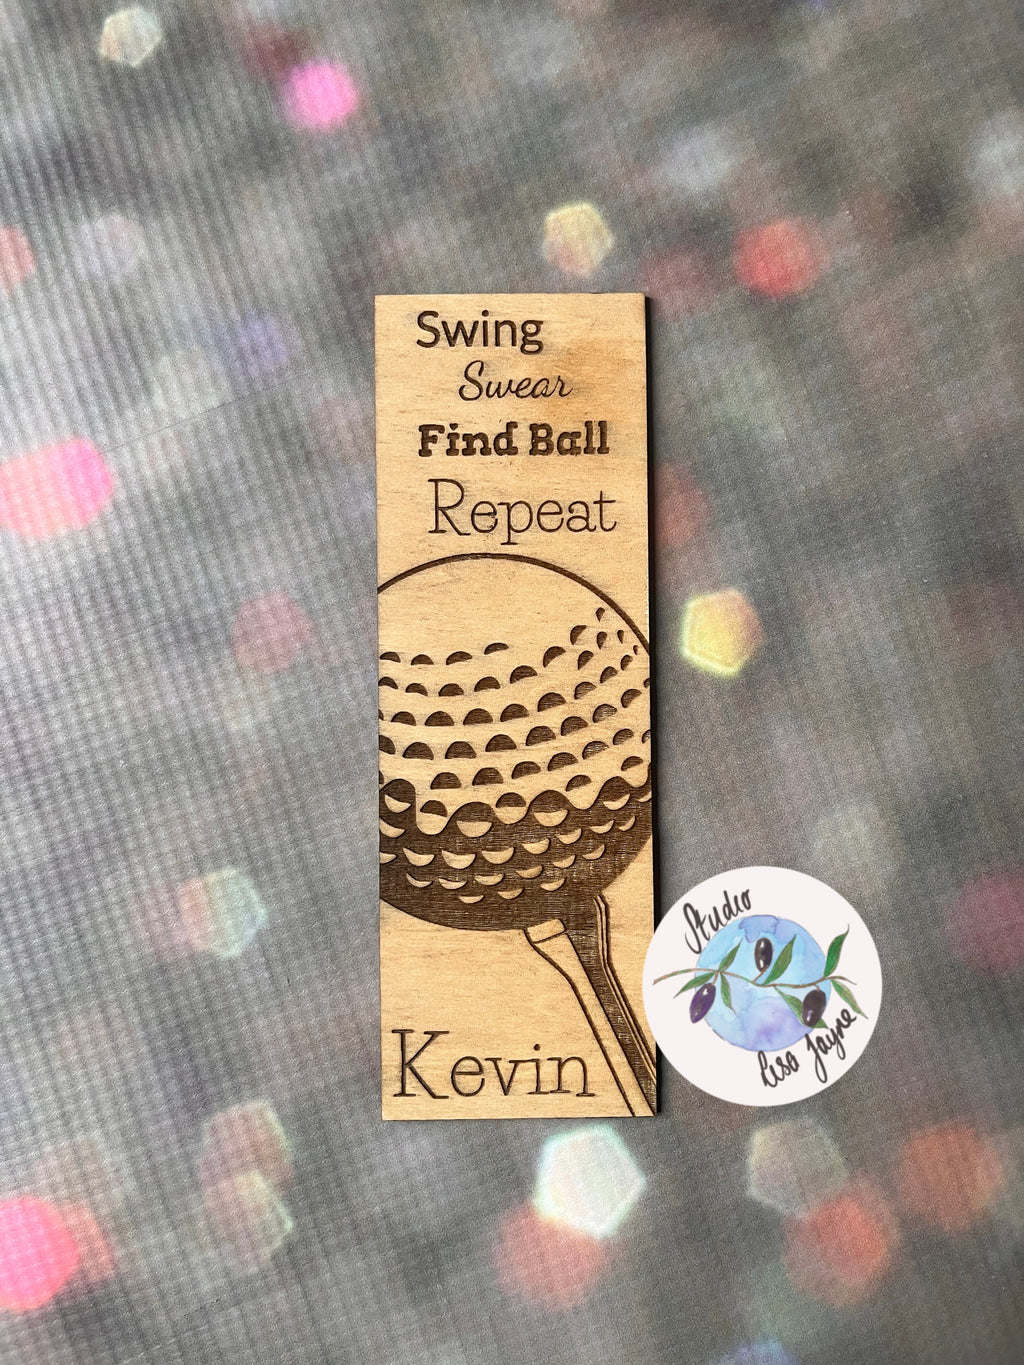 Swing
Swear
Find Ball
Repeat
Kevin
Studio
Lisa Jayne